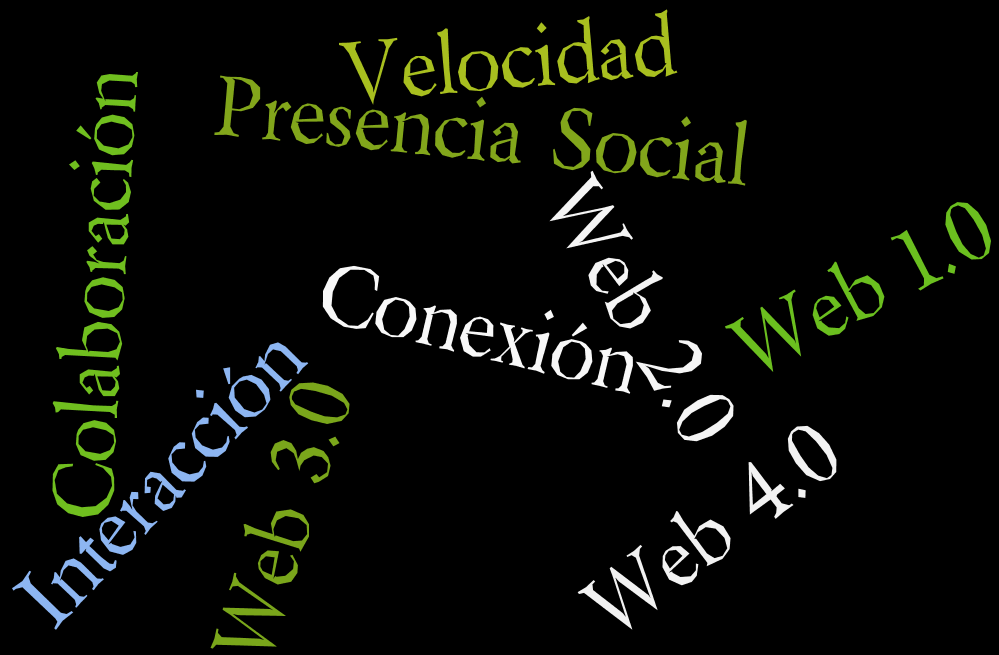 Velocidad
Presencia Social
Colaboración
Web 2.0
Web 1.0
Conexión
Interacción
Web 3.0
Web 4.0